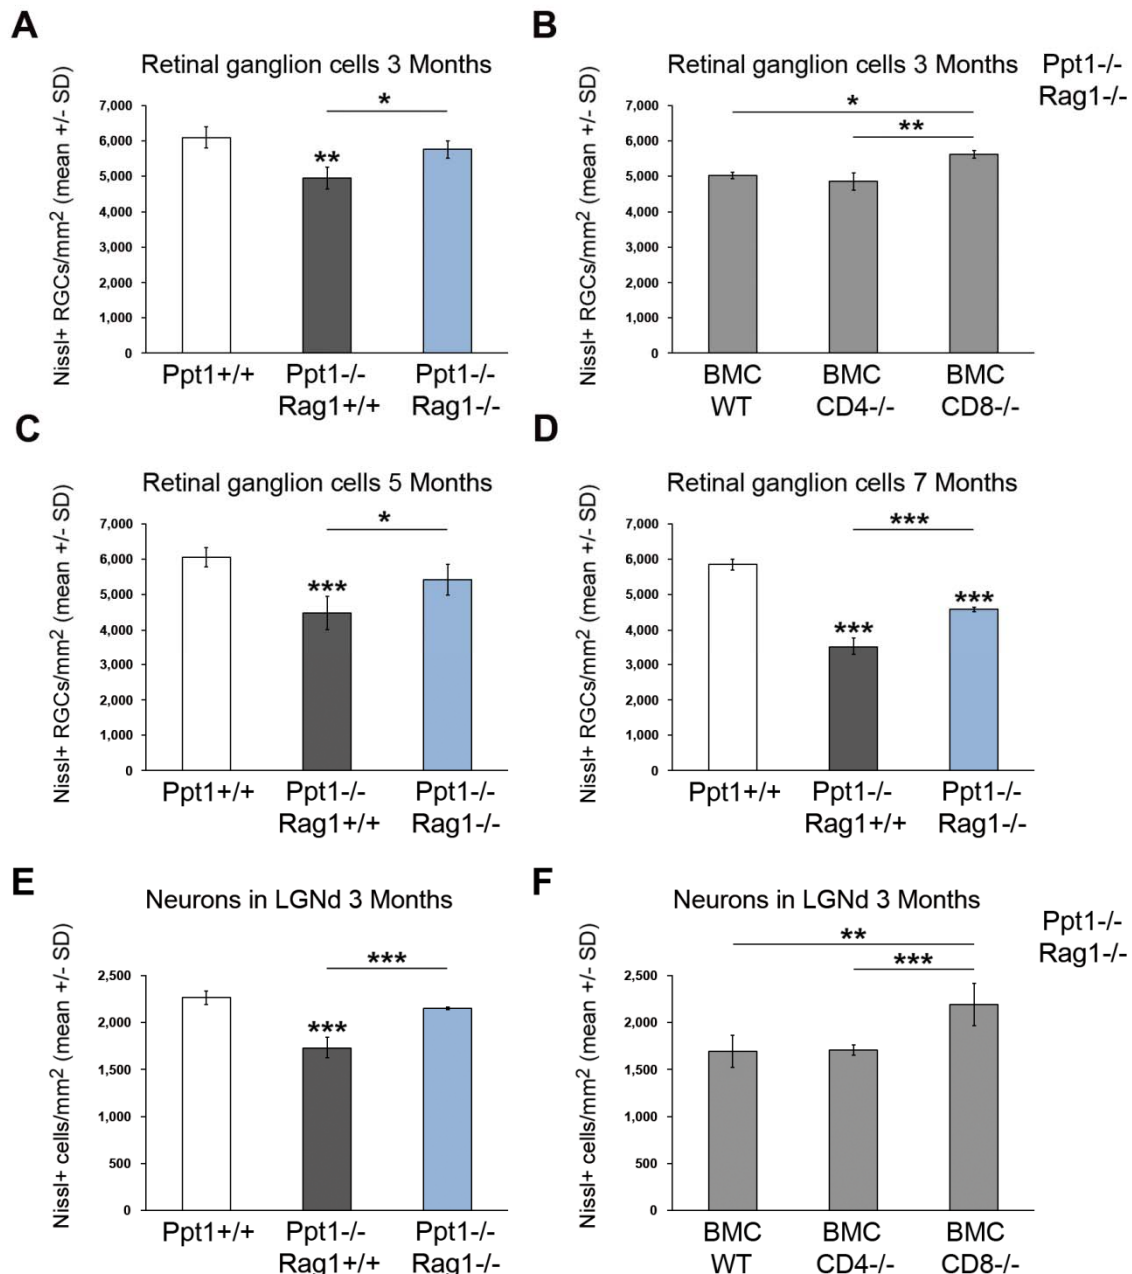 A
Retinal ganglion cells 3 Months
Nissl+ RGCs/mm² (mean +/- SD)
7,000
6,000
5,000
4,000
3,000
2,000
1,000
0
**
*
Ppt1+/+
Ppt1-/-
Rag1+/+
Ppt1-/-
Rag1-/-
B
Retinal ganglion cells 3 Months
Ppt1-/-
Rag1-/-
Nissl+ RGCs/mm² (mean +/- SD)
7,000
6,000
5,000
4,000
3,000
2,000
1,000
0
*
**
BMC
WT
BMC
CD4-/-
BMC
CD8-/-
C
Retinal ganglion cells 5 Months
Nissl+ RGCs/mm² (mean +/- SD)
7,000
6,000
5,000
4,000
3,000
2,000
1,000
0
***
*
Ppt1+/+
Ppt1-/-
Rag1+/+
Ppt1-/-
Rag1-/-
D
Retinal ganglion cells 7 Months
Nissl+ RGCs/mm² (mean +/- SD)
7,000
6,000
5,000
4,000
3,000
2,000
1,000
0
***
***
***
Ppt1+/+
Ppt1-/-
Rag1+/+
Ppt1-/-
Rag1-/-
E
Neurons in LGNd 3 Months
Nissl+ cells/mm² (mean +/- SD)
2,500
2,000
1,500
1,000
500
0
***
***
Ppt1+/+
Ppt1-/-
Rag1+/+
Ppt1-/-
Rag1-/-
F
Neurons in LGNd 3 Months
Ppt1-/-
Rag1-/-
Nissl+ cells/mm² (mean +/- SD)
2,500
2,000
1,500
1,000
500
0
**
***
BMC
WT
BMC
CD4-/-
BMC
CD8-/-